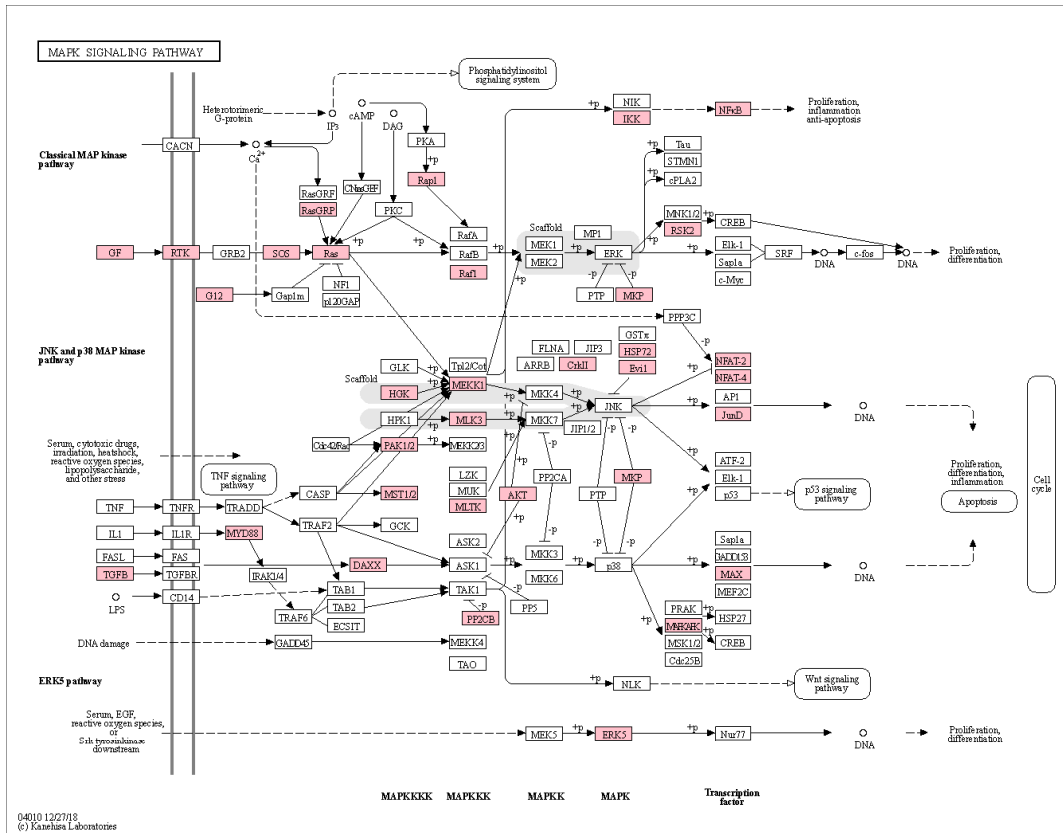 MAPK SIGNALING PATHWAY
Phosphatidylinositol
signaling system
Heterotorimeric
G-protein
IP3
cAMP
DAG
NIK
IKK
+p
NFκB
Proliferation,
inflammation
anti-apoptosis
CACN
Ca2+
PKA
+p
Rap1
Tau
STMN1
cPLA2
+p
Classical MAP kinase
pathway
RasGRF
RasGRP
CNasGEF
PKC
RafA
RafB
Raf1
Scaffold
MP1
MEK1
MEK2
ERK
MNK1/2
RSK2
CREB
GF
RTK
GRB2
SOS
Ras
+p
+p
+p
+p
+p
+p
Elk-1
Sap1a
c-Myc
SRF
DNA
c-fos
DNA
Proliferation,
differentiation
G12
Gap1m
NF1
p120GAP
-p
-p
PTP
MKP
PPP3C
-p
JNK and p38 MAP kinase
pathway
GLK
Tpl2/Cot
FLNA
JIP3
ARRB
CrkII
GSTπ
HSP72
Evi1
NFAT-2
NFAT-4
Scaffold
HGK
MEKK1
MKK4
JNK
AP1
JunD
DNA
HPK1
MLK3
MKK7
JIP1/2
Cdc42/Rac
PAK1/2
MEKK2/3
Serum, cytotoxic drugs,
irradiation, heatshock,
reactive oxygen species,
lipopolysaccharide,
and other stress
TNF signaling
pathway
LZK
MUK
MLTK
AKT
PP2CA
PTP
MKP
ATF-2
Elk-1
p53
p53 signaling
pathway
Proliferation,
differentiation,
inflammation
Apoptosis
Cell
cycle
CASP
MST1/2
TNF
TNFR
TRADD
TRAF2
GCK
IL1
IL1R
MYD88
ASK2
-p
-p
-p
FASL
FAS
DAXX
ASK1
MKK3
MKK6
p38
+p
+p
Sap1a
GADD153
MAX
MEF2C
DNA
TGFB
TGFBR
IRAK1/4
LPS
CD14
TAB1
TAB2
TRAF6
ECSIT
TAK1
-p
PP2CB
PP5
PRAK
MAPKAPK
MSK1/2
Cdc25B
+p
HSP27
+p
CREB
DNA damage
GADD45
MEKK4
TAO
ERK5 pathway
+p
NLK
Wnt signaling
pathway
Serum, EGF,
reactive oxygen species,
or
Srk tyrosinkinase
downstream
MEK5
+p
ERK5
+p
Nur77
DNA
Proliferation,
differentiation
MAPKKKK
MAPKKK
MAPKK
MAPK
Transcription
factor
04010 12/27/18
(c) Kanehisa Laboratories